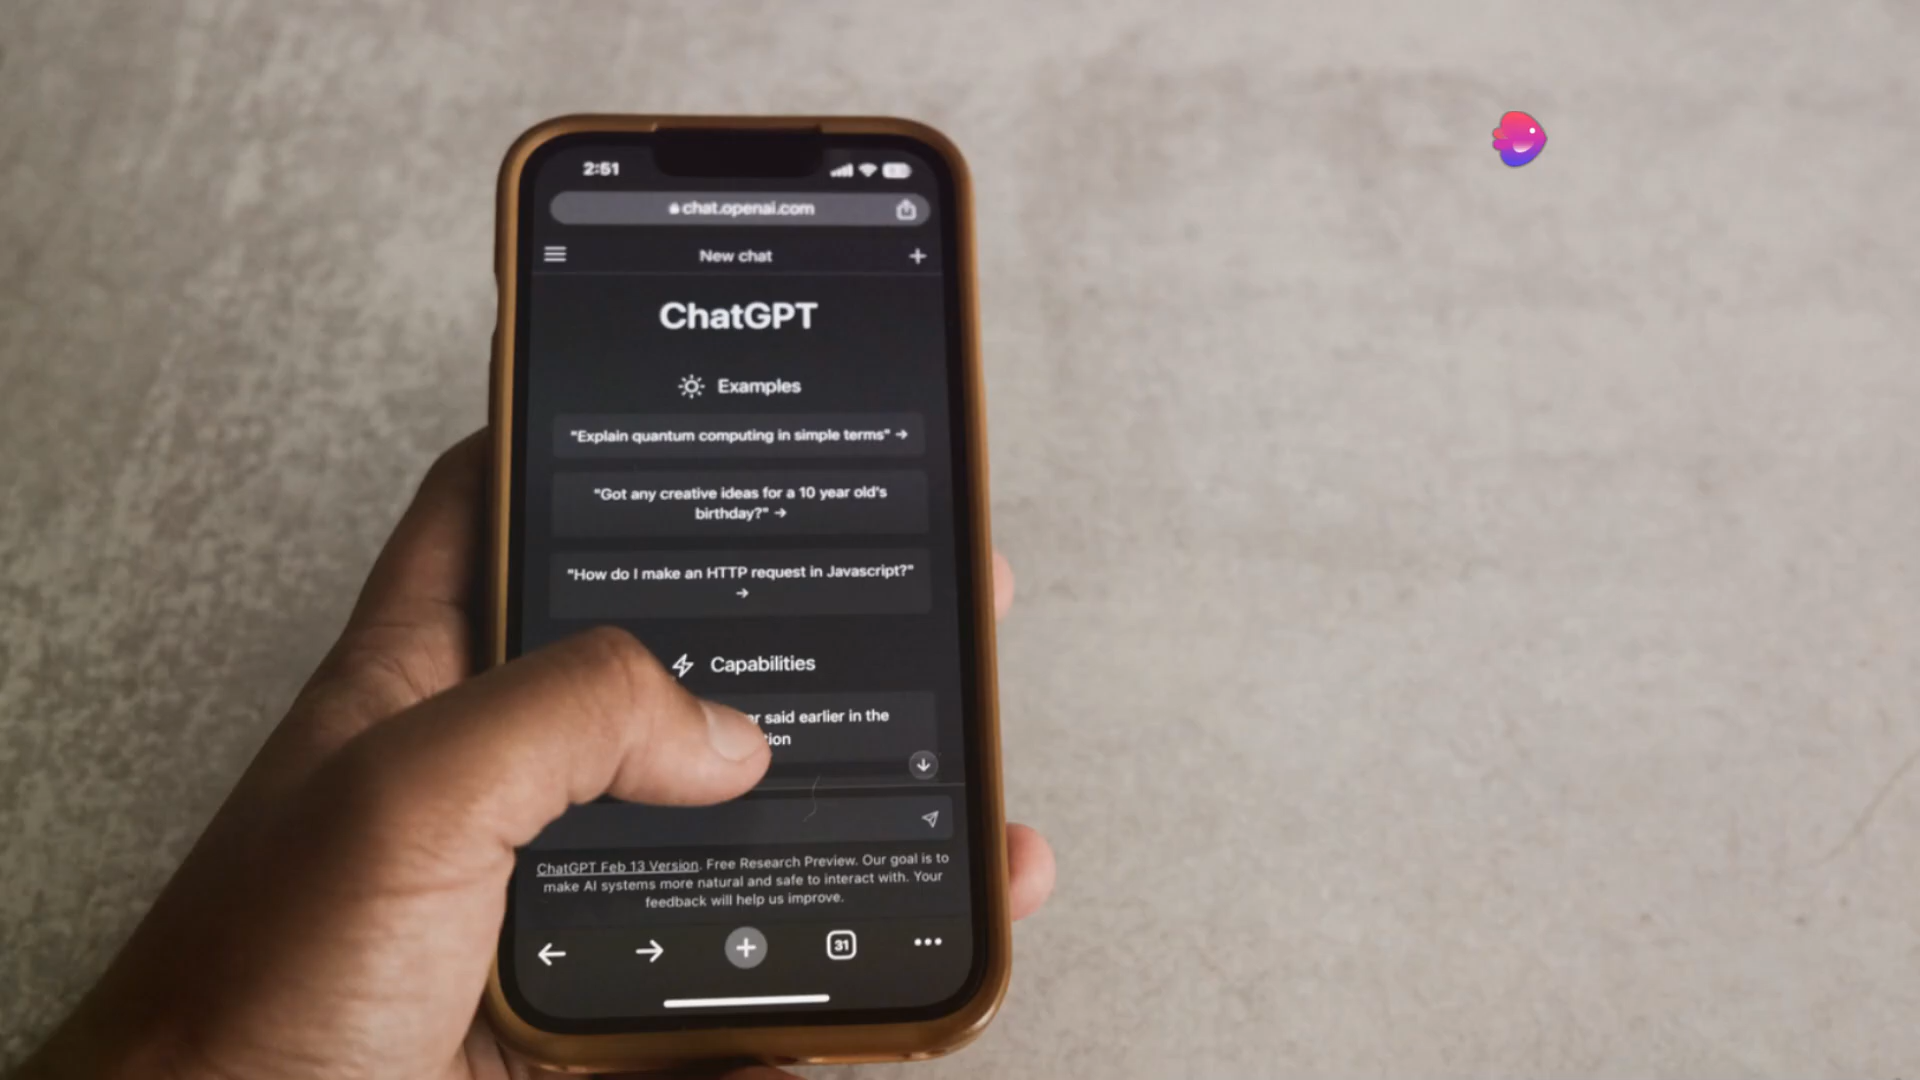 2:51
chat.openai.com
New chat
ChatGPT
Examples
"Explain quantum computing in simple terms" →
"Got any creative ideas for a 10 year old's
birthday?" →
"How do I make an HTTP request in Javascript?"
→
Capabilities
said earlier in the
ChatGPT Feb 13 Version. Free Research Preview. Our goal is to
make AI systems more natural and safe to interact with. Your
feedback will help us improve.
31